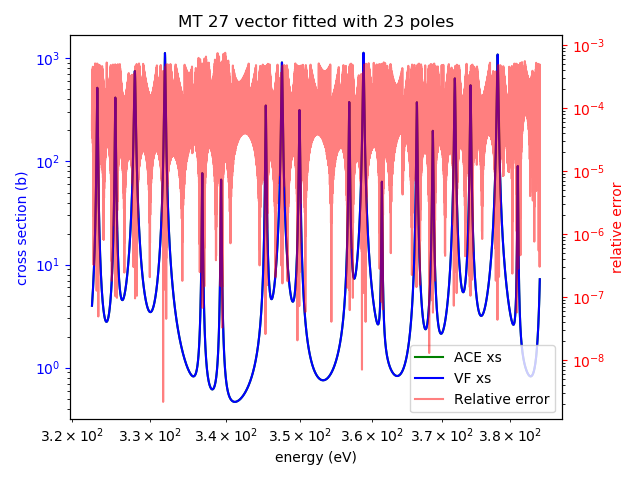 MT 27 vector fitted with 23 poles
cross section (b)
10³
10²
10¹
10⁰
10⁻³
10⁻⁴
10⁻⁵
10⁻⁶
10⁻⁷
10⁻⁸
relative error
ACE xs
VF xs
Relative error
3.2 × 10² 3.3 × 10² 3.4 × 10² 3.5 × 10² 3.6 × 10² 3.7 × 10² 3.8 × 10²
energy (eV)